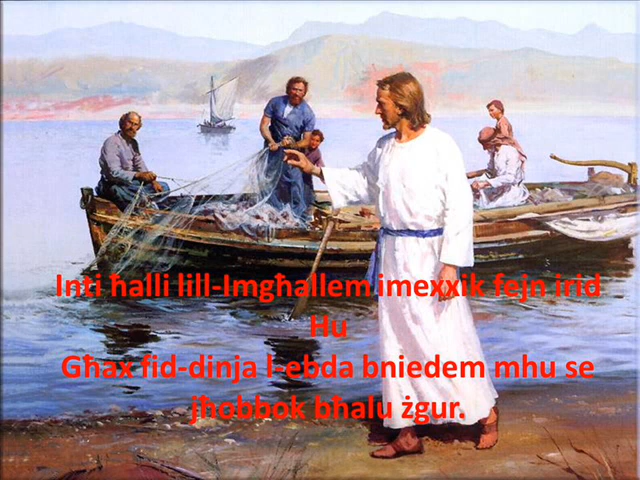 Inti ħalli lill-Imgħallem imexxik fejn irid
Hu
Għax fid-dinja l-ebda bniedem mhu se
jħobbok bħalu żgur.